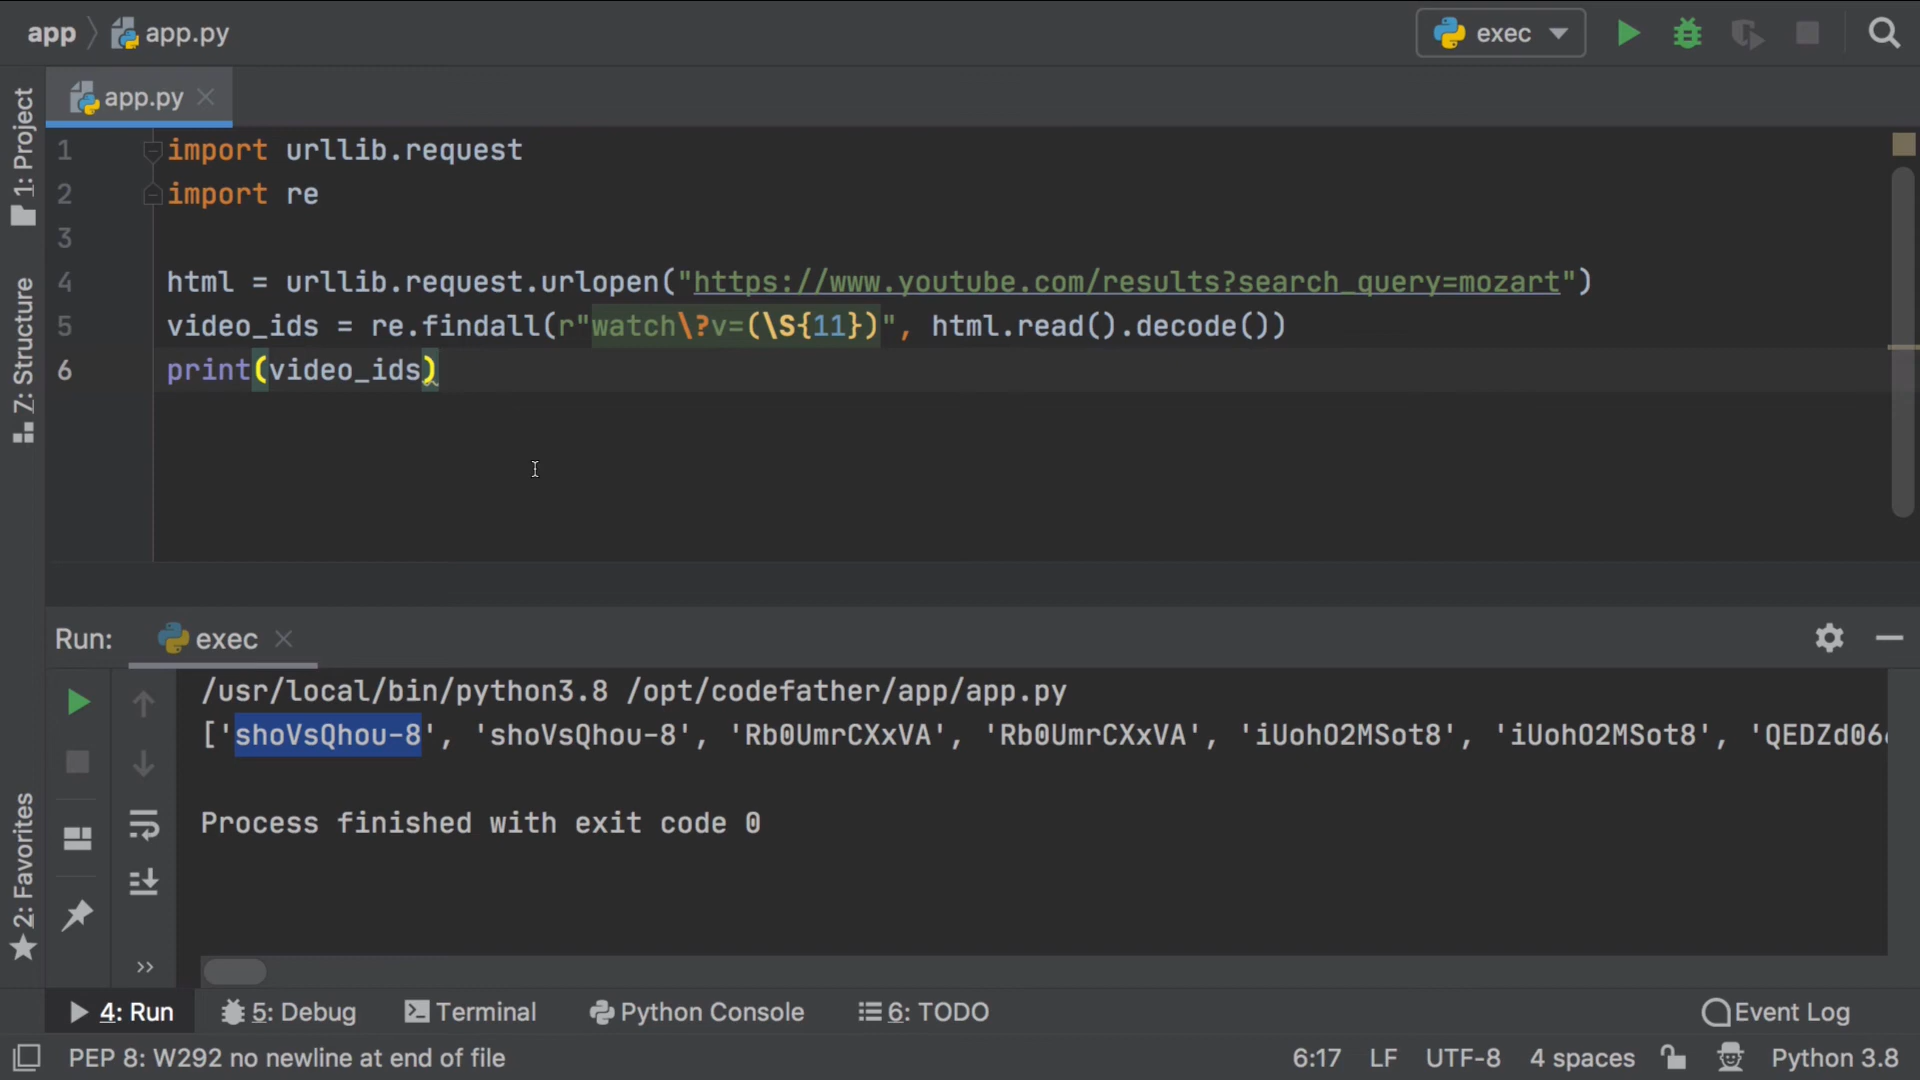 app app.py exec
1: Project
app.py
1 import urllib.request
2 import re
3
4 html = urllib.request.urlopen("https://www.youtube.com/results?search_query=mozart")
5 video_ids = re.findall(r"watch\?v=(\S{11})", html.read().decode())
6 print(video_ids)
7: Structure
Run: exec
/usr/local/bin/python3.8 /opt/codefather/app/app.py
['shoVsQhou-8', 'shoVsQhou-8', 'Rb0UmrCXxVA', 'Rb0UmrCXxVA', 'iUohO2MSot8', 'iUohO2MSot8', 'QEDZd06
Process finished with exit code 0
2: Favorites
4: Run 5: Debug Terminal Python Console 6: TODO Event Log
PEP 8: W292 no newline at end of file 6:17 LF UTF-8 4 spaces Python 3.8